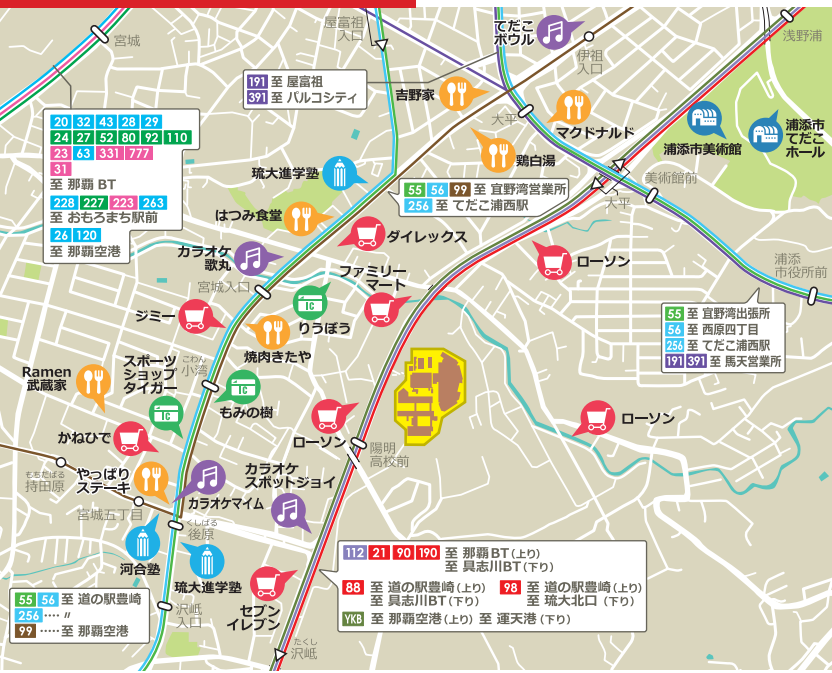 宮城
屋富祖
入口
てだこ
ボウル
伊祖
入口
浅野浦
191 至 屋富祖
391 至 パルコシティ
吉野家
大平
マクドナルド
浦添市美術館
浦添市
てだこ
ホール
20 32 43 28 29
24 27 52 80 92 110
23 63 331 777
31
至 那覇 BT
228 227 223 263
至 おもろまち駅前
26 120
至 那覇空港
琉大進学塾
鶏白湯
55 56 99 至 宜野湾営業所
256 至 てだこ浦西駅
大平
美術館前
はつみ食堂
ダイレックス
カラオケ
歌丸
ファミリー
マート
ローソン
浦添
市役所前
宮城入口
ジミー
りうぼう
焼肉きたや
55 至 宜野湾出張所
56 至 西原四丁目
256 至 てだこ浦西駅
191 391 至 馬天営業所
スポーツ
ショップ
タイガー
こわん
小湾
Ramen
武蔵家
もみの樹
かねひで
ローソン
陽明
高校前
ローソン
もちだばる
持田原
やっぱり
ステーキ
カラオケ
スポットジョイ
カラオケマイム
宮城五丁目
くしばる
後原
河合塾
琉大進学塾
セブン
イレブン
112 21 90 190 至 那覇BT(上り)
至 具志川BT(下り)
88 至 道の駅豊崎(上り)
至 具志川BT(下り)
98 至 道の駅豊崎(上り)
至 琉大北口(下り)
YKB 至 那覇空港(上り) 至 運天港(下り)
55 56 至 道の駅豊崎
256 ····· 〃
99 ·····至 那覇空港
沢岻
入口
たくし
沢岻